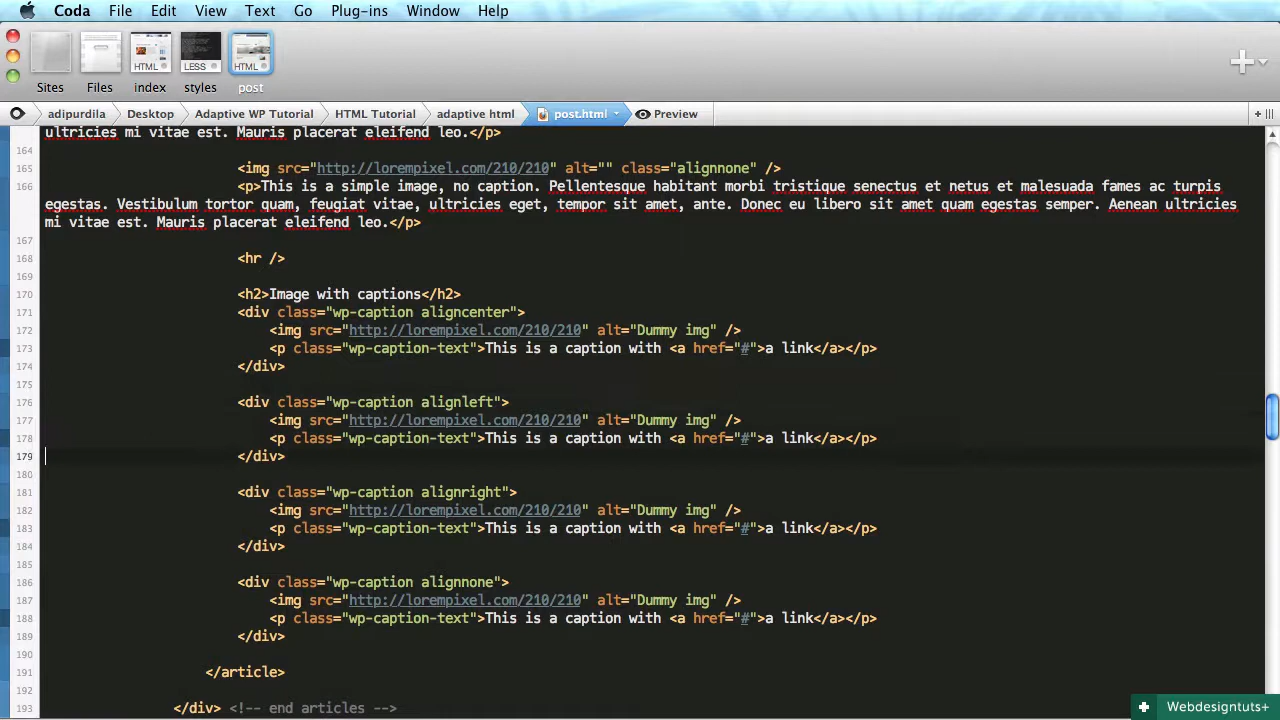 Coda File Edit View Text Go Plug-ins Window Help
HTML LESS HTML
Sites Files index styles post
adipurdila Desktop Adaptive WP Tutorial HTML Tutorial adaptive html post.html Preview
ultricies mi vitae est. Mauris placerat eleifend leo.</p>
164
165 <img src="http://lorempixel.com/210/210" alt="" class="alignnone" />
166 <p>This is a simple image, no caption. Pellentesque habitant morbi tristique senectus et netus et malesuada fames ac turpis
egestas. Vestibulum tortor quam, feugiat vitae, ultricies eget, tempor sit amet, ante. Donec eu libero sit amet quam egestas semper. Aenean ultricies
mi vitae est. Mauris placerat eleifend leo.</p>
167
168 <hr />
169
170 <h2>Image with captions</h2>
171 <div class="wp-caption aligncenter">
172 <img src="http://lorempixel.com/210/210" alt="Dummy img" />
173 <p class="wp-caption-text">This is a caption with <a href="#">a link</a></p>
174 </div>
175
176 <div class="wp-caption alignleft">
177 <img src="http://lorempixel.com/210/210" alt="Dummy img" />
178 <p class="wp-caption-text">This is a caption with <a href="#">a link</a></p>
179 </div>
180
181 <div class="wp-caption alignright">
182 <img src="http://lorempixel.com/210/210" alt="Dummy img" />
183 <p class="wp-caption-text">This is a caption with <a href="#">a link</a></p>
184 </div>
185
186 <div class="wp-caption alignnone">
187 <img src="http://lorempixel.com/210/210" alt="Dummy img" />
188 <p class="wp-caption-text">This is a caption with <a href="#">a link</a></p>
189 </div>
190
191 </article>
192
193 </div> <!-- end articles -->
Webdesigntuts+